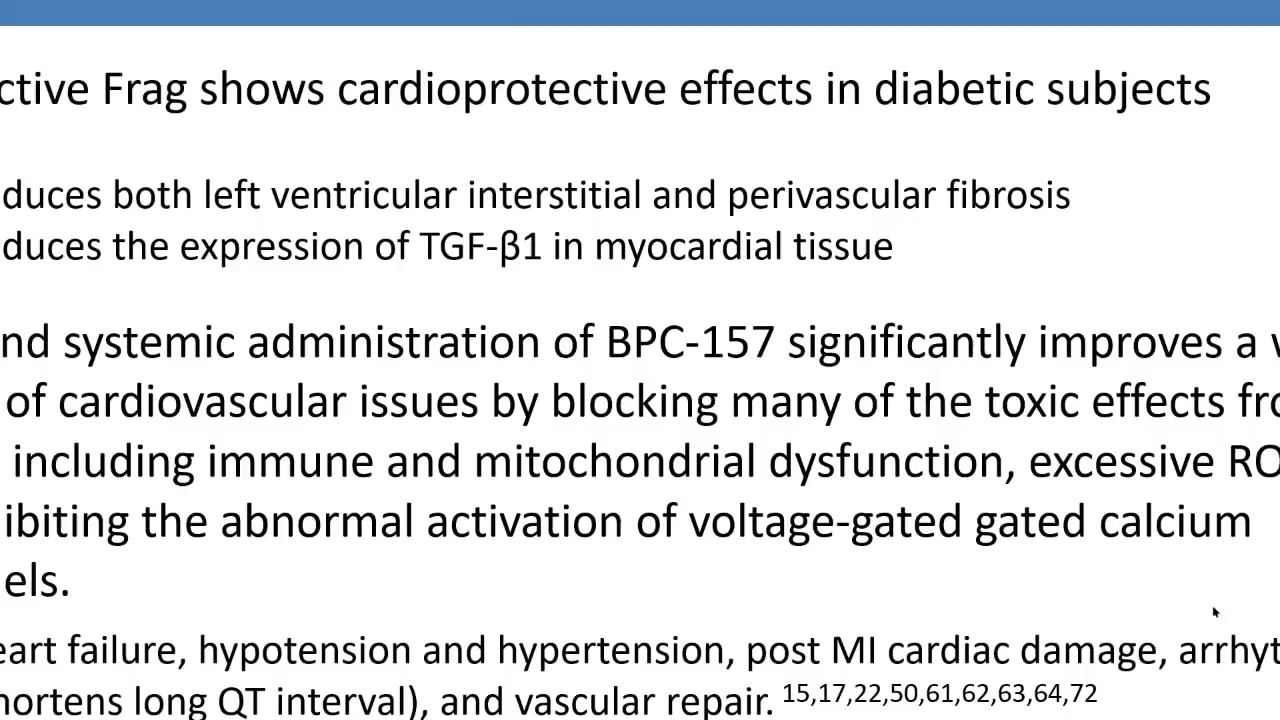 ctive Frag shows cardioprotective effects in diabetic subjects
duces both left ventricular interstitial and perivascular fibrosis
duces the expression of TGF-β1 in myocardial tissue
nd systemic administration of BPC-157 significantly improves a w
of cardiovascular issues by blocking many of the toxic effects fro
including immune and mitochondrial dysfunction, excessive RO
ibiting the abnormal activation of voltage-gated gated calcium
els.
eart failure, hypotension and hypertension, post MI cardiac damage, arrhyt
hortens long QT interval), and vascular repair. 15,17,22,50,61,62,63,64,72